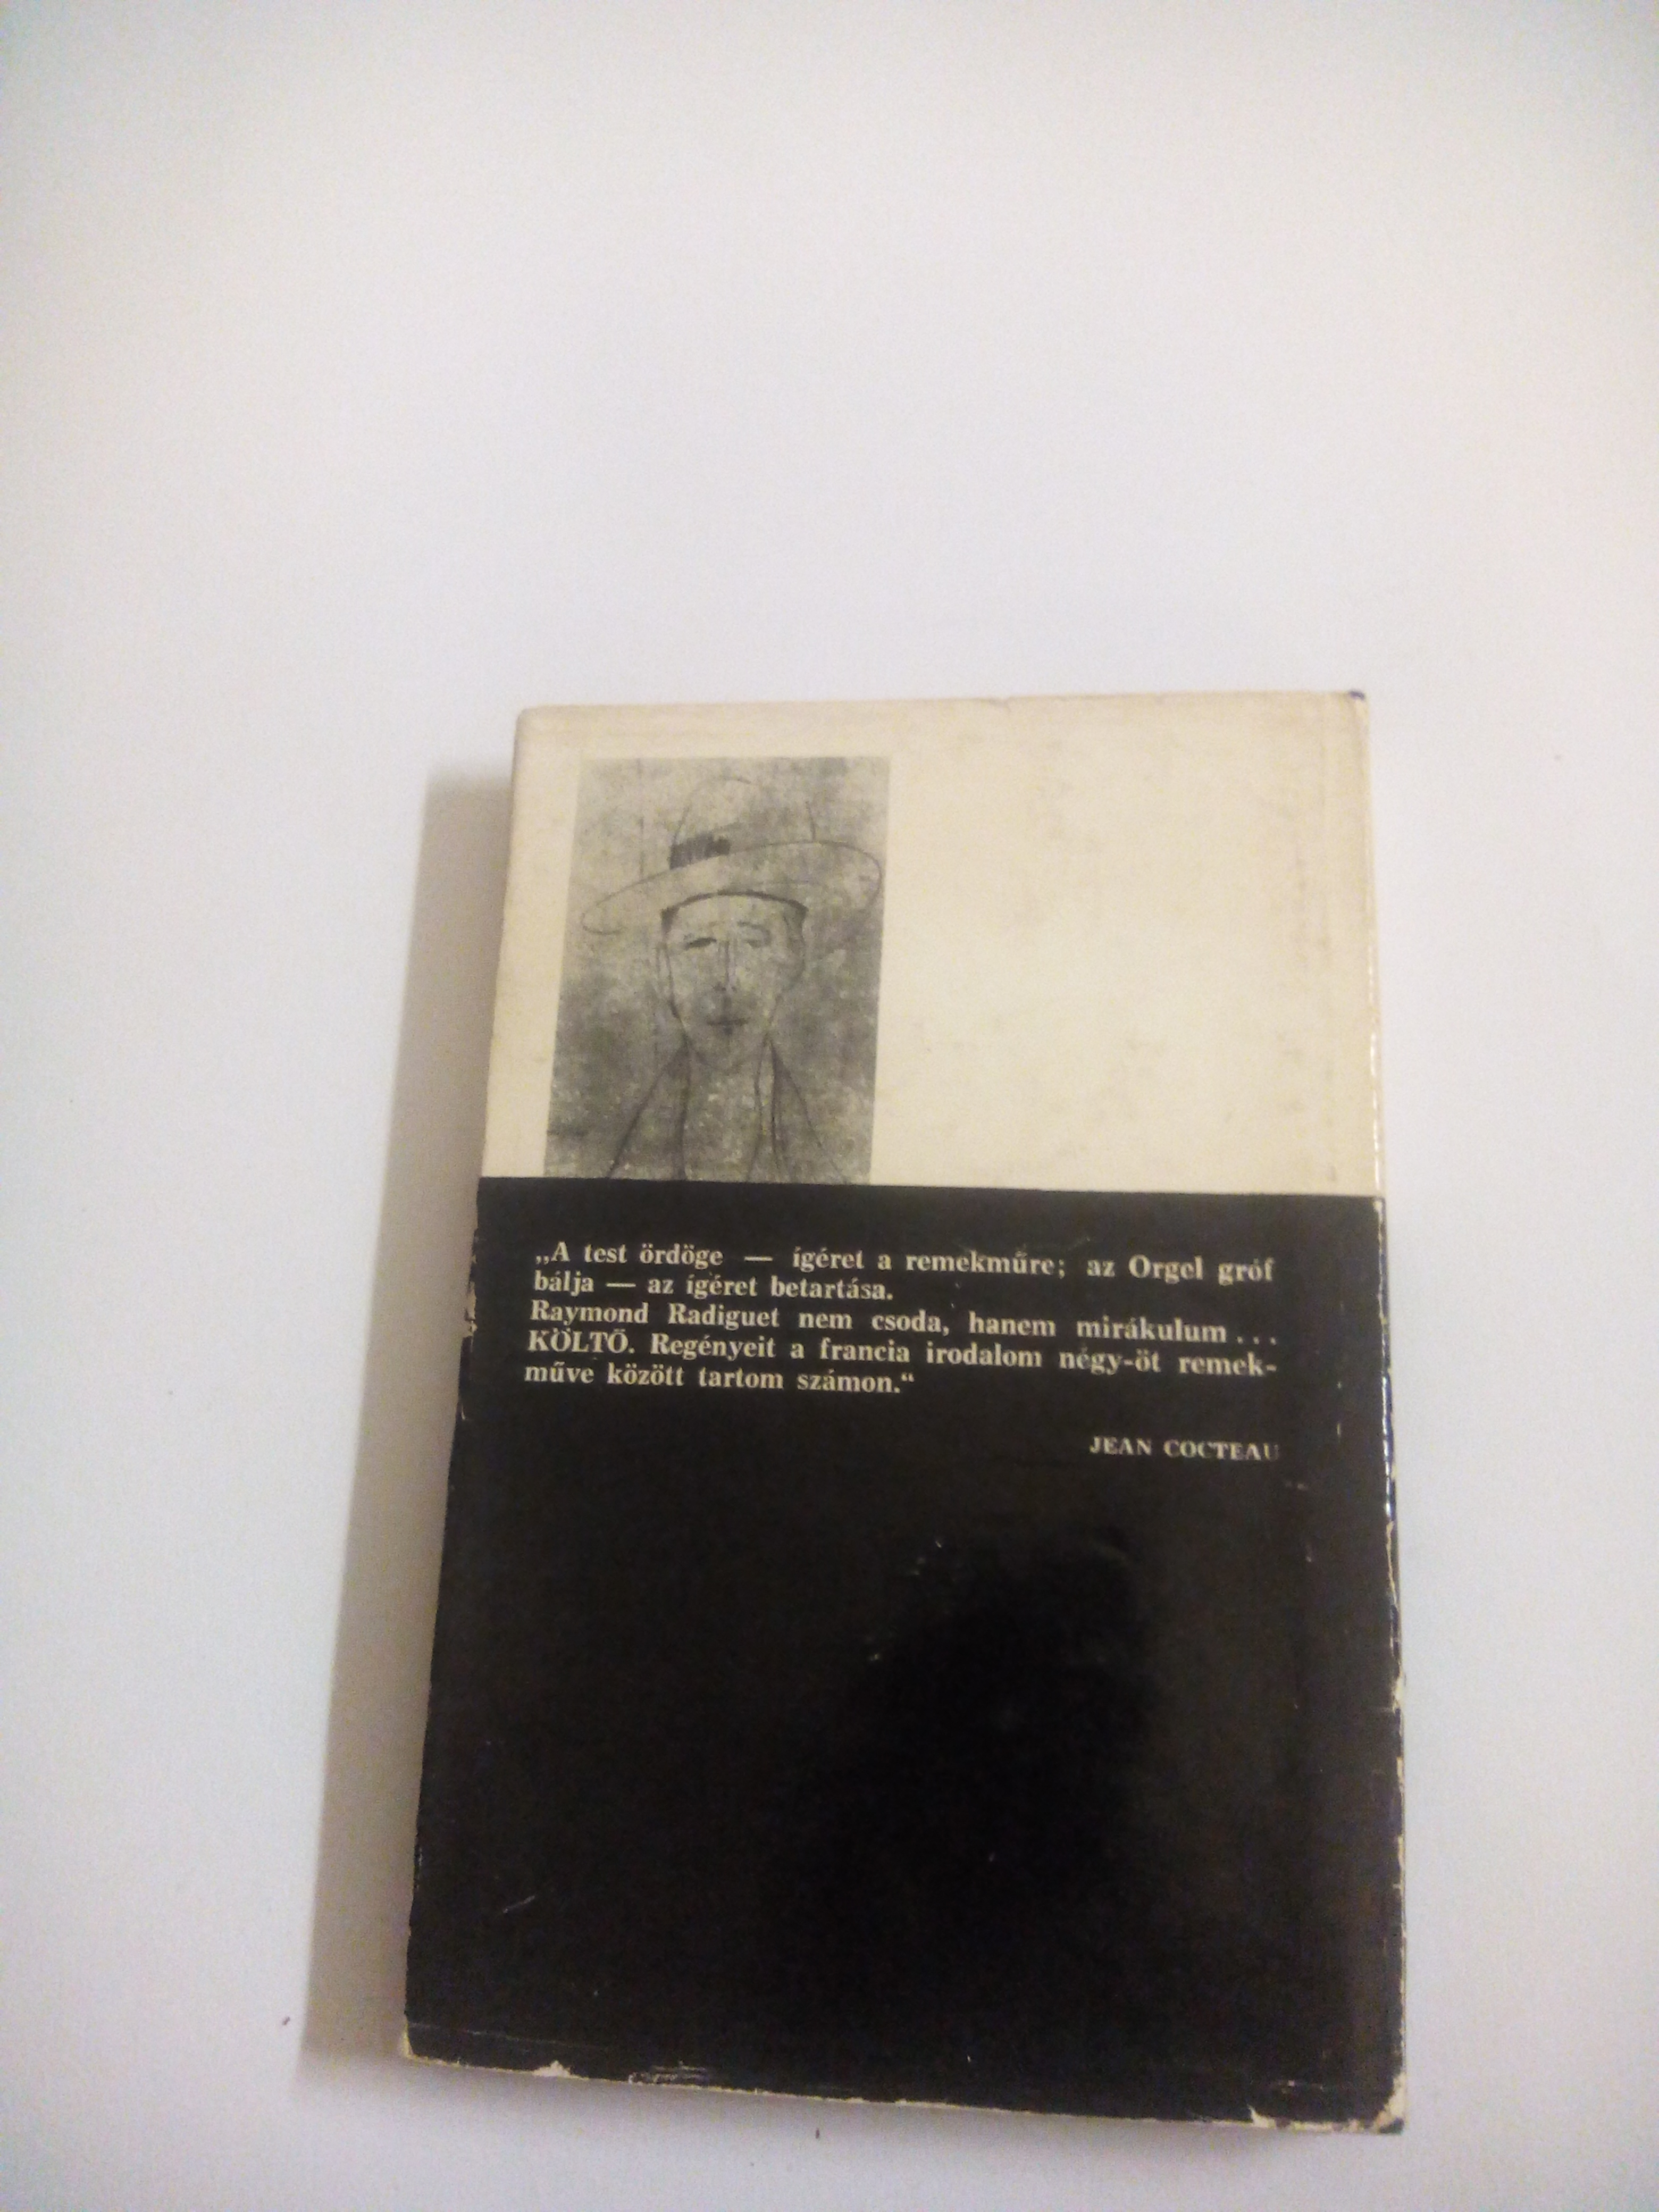 „A test ördöge — ígéret a remekműre; az Orgel gróf
bálja — az ígéret betartása.
Raymond Radiguet nem csoda, hanem mirákulum...
KÖLTŐ. Regényeit a francia irodalom négy-öt remek-
műve között tartom számon.“
JEAN COCTEAU